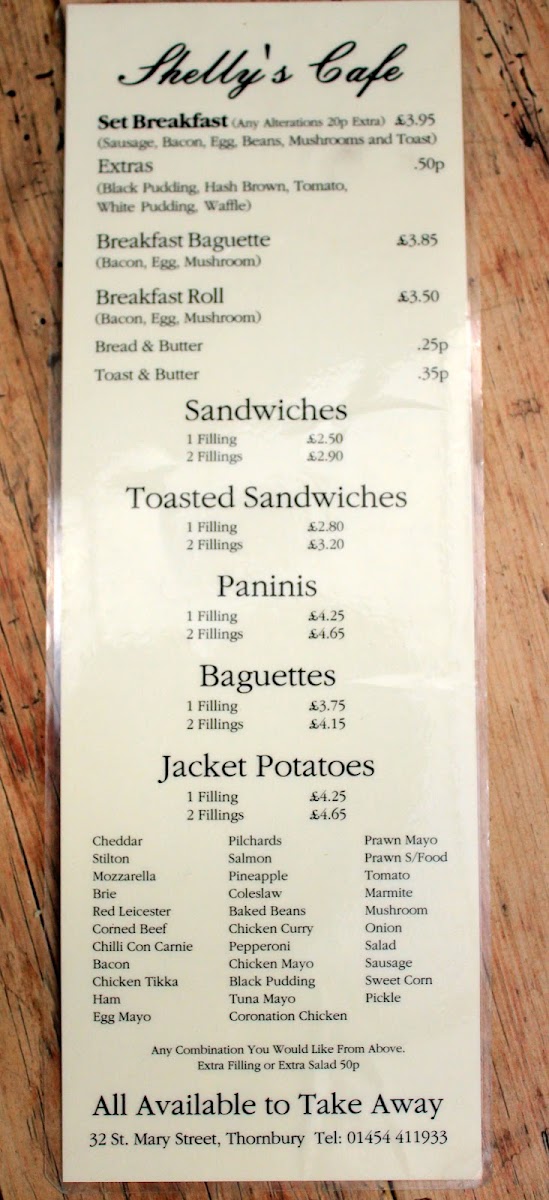 Shelly's Cafe
Set Breakfast (Any Alterations 20p Extra) £3.95
(Sausage, Bacon, Egg, Beans, Mushrooms and Toast)
Extras .50p
(Black Pudding, Hash Brown, Tomato,
White Pudding, Waffle)
Breakfast Baguette £3.85
(Bacon, Egg, Mushroom)
Breakfast Roll £3.50
(Bacon, Egg, Mushroom)
Bread & Butter .25p
Toast & Butter .35p
Sandwiches
1 Filling £2.50
2 Fillings £2.90
Toasted Sandwiches
1 Filling £2.80
2 Fillings £3.20
Paninis
1 Filling £4.25
2 Fillings £4.65
Baguettes
1 Filling £3.75
2 Fillings £4.15
Jacket Potatoes
1 Filling £4.25
2 Fillings £4.65
Cheddar Pilchards Prawn Mayo
Stilton Salmon Prawn S/Food
Mozzarella Pineapple Tomato
Brie Coleslaw Marmite
Red Leicester Baked Beans Mushroom
Corned Beef Chicken Curry Onion
Chilli Con Carnie Pepperoni Salad
Bacon Chicken Mayo Sausage
Chicken Tikka Black Pudding Sweet Corn
Ham Tuna Mayo Pickle
Egg Mayo Coronation Chicken
Any Combination You Would Like From Above.
Extra Filling or Extra Salad 50p
All Available to Take Away
32 St. Mary Street, Thornbury Tel: 01454 411933